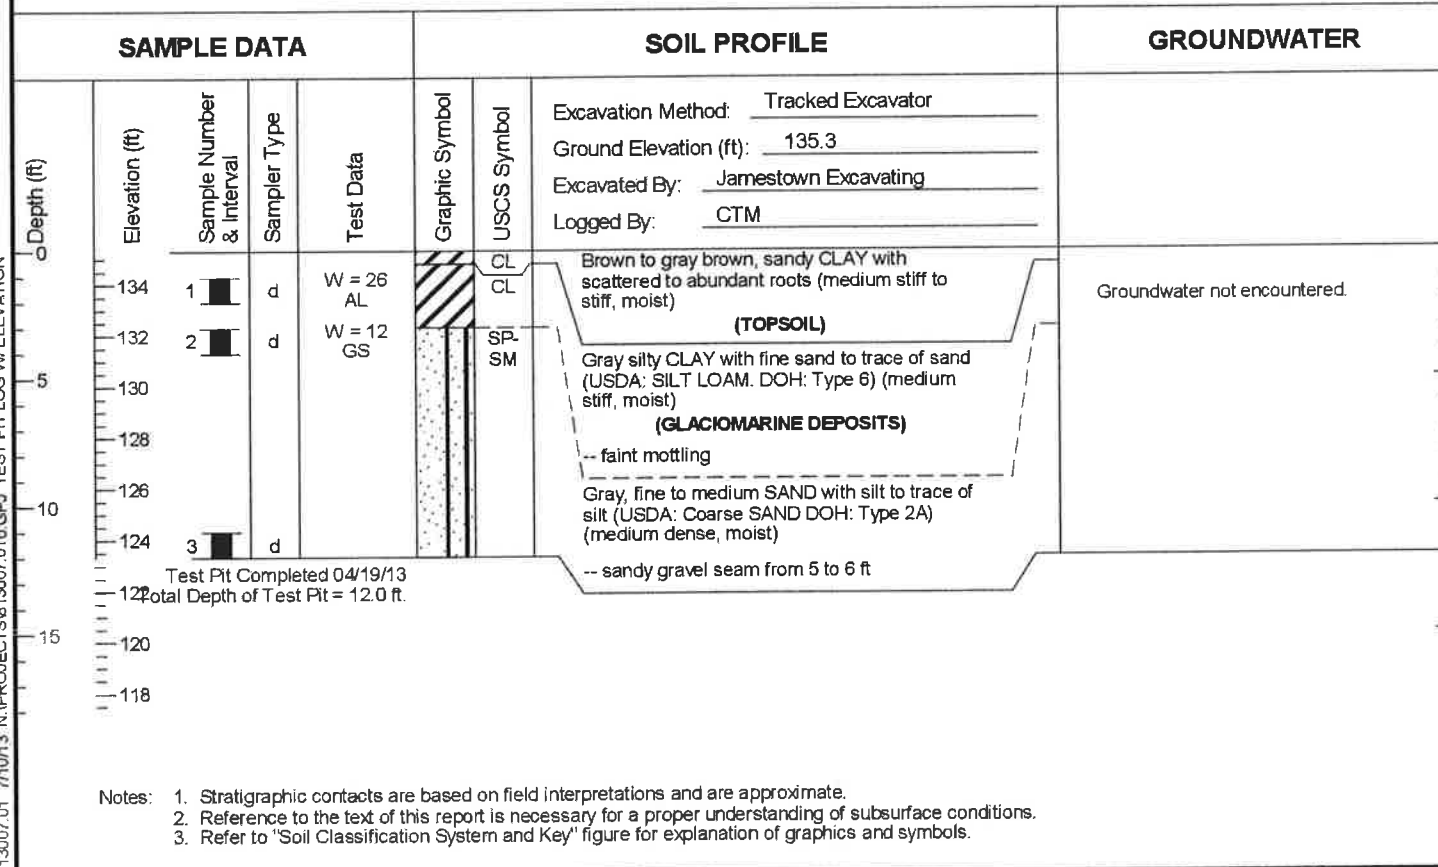 SAMPLE DATA
SOIL PROFILE
GROUNDWATER
Depth (ft)
Elevation (ft)
Sample Number
& Interval
Sampler Type
Test Data
Graphic Symbol
USCS Symbol
Excavation Method: Tracked Excavator
Ground Elevation (ft): 135.3
Excavated By: Jamestown Excavating
Logged By: CTM
0
5
10
15
134
132
130
128
126
124
122
120
118
1
d
W = 26
AL
2
d
W = 12
GS
3
d
CL
CL
SP-
SM
Brown to gray brown, sandy CLAY with
scattered to abundant roots (medium stiff to
stiff, moist)
(TOPSOIL)
Gray silty CLAY with fine sand to trace of sand
(USDA: SILT LOAM. DOH: Type 6) (medium
stiff, moist)
(GLACIOMARINE DEPOSITS)
-- faint mottling
Gray, fine to medium SAND with silt to trace of
silt (USDA: Coarse SAND DOH: Type 2A)
(medium dense, moist)
-- sandy gravel seam from 5 to 6 ft
Groundwater not encountered.
Test Pit Completed 04/19/13
Total Depth of Test Pit = 12.0 ft.
Notes: 1. Stratigraphic contacts are based on field interpretations and are approximate.
2. Reference to the text of this report is necessary for a proper understanding of subsurface conditions.
3. Refer to "Soil Classification System and Key" figure for explanation of graphics and symbols.